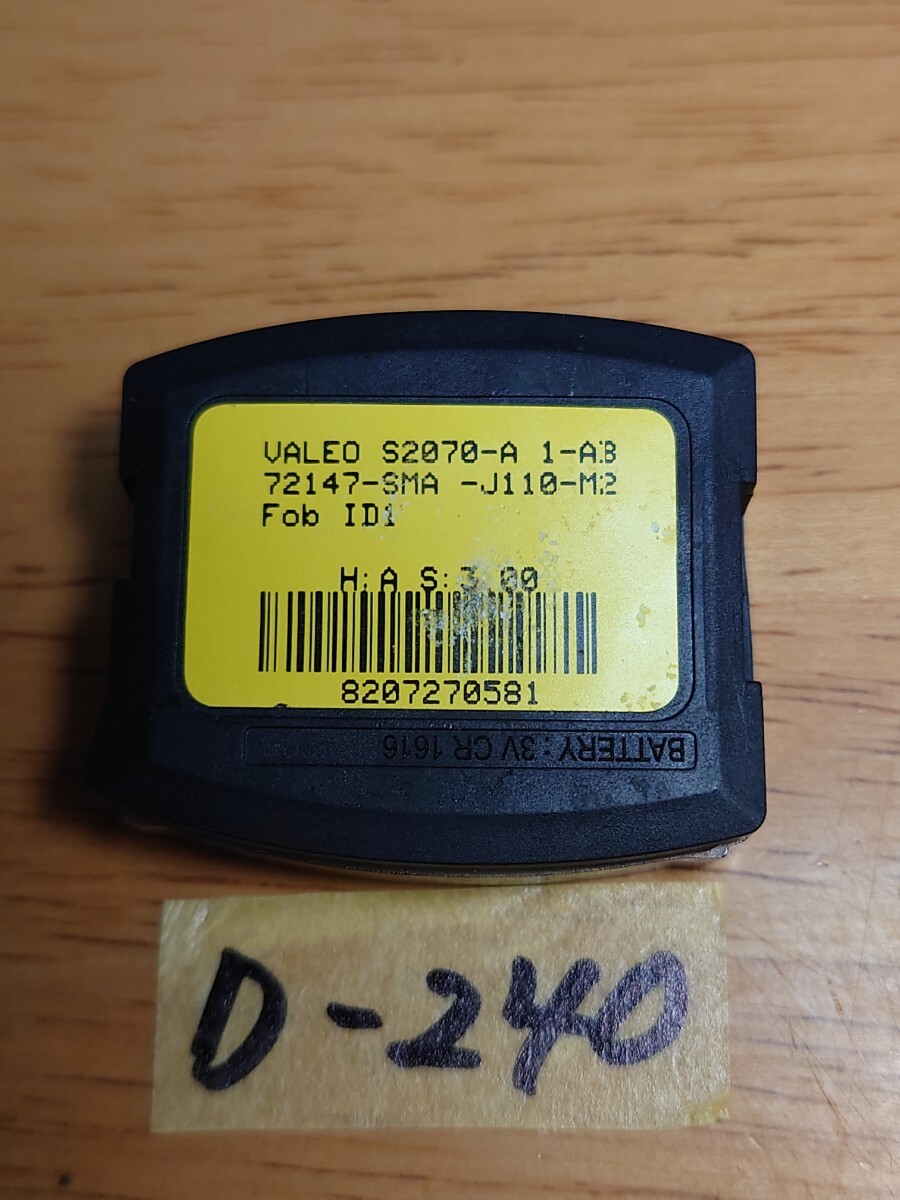 VALEO S2070-A 1-AB
72147-SMA -J110-M2
Fob ID1
H:A S:3.00
8207270581
BATTERY : 3V CR 1616
D-240